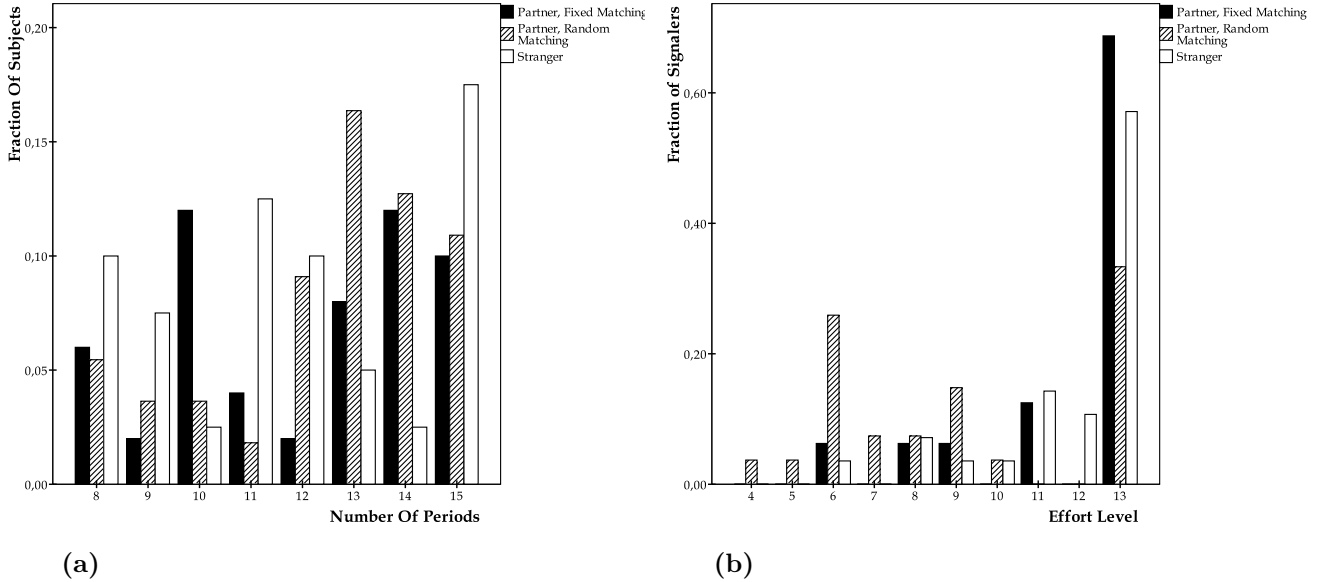 Fraction Of Subjects
0,20
0,15
0,10
0,05
0,00
8 9 10 11 12 13 14 15
Number Of Periods
Partner, Fixed Matching
Partner, Random
Matching
Stranger
(a)
Fraction of Signalers
0,60
0,40
0,20
0,00
4 5 6 7 8 9 10 11 12 13
Effort Level
Partner, Fixed Matching
Partner, Random
Matching
Stranger
(b)